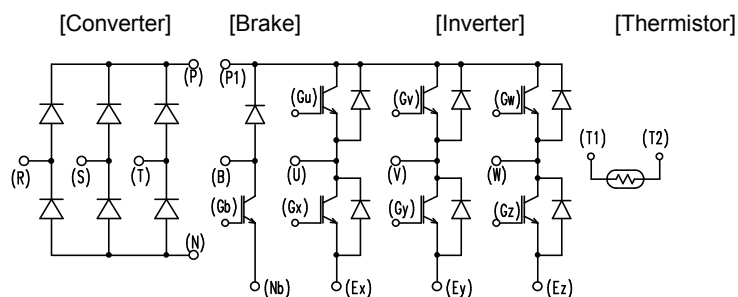 [Converter] [Brake] [Inverter] [Thermistor]
(P) (P1)
(Gu) (Gv) (Gw)
(T1) (T2)
(R) (S) (T) (B) (U) (V) (W)
(Gb) (Gx) (Gy) (Gz)
(N)
(Nb) (Ex) (Ey) (Ez)